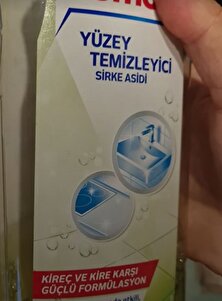 YÜZEY
TEMİZLEYİCİ
SİRKE ASİDİ
KİREÇ VE KİRE KARŞI
GÜÇLÜ FORMÜLASYON